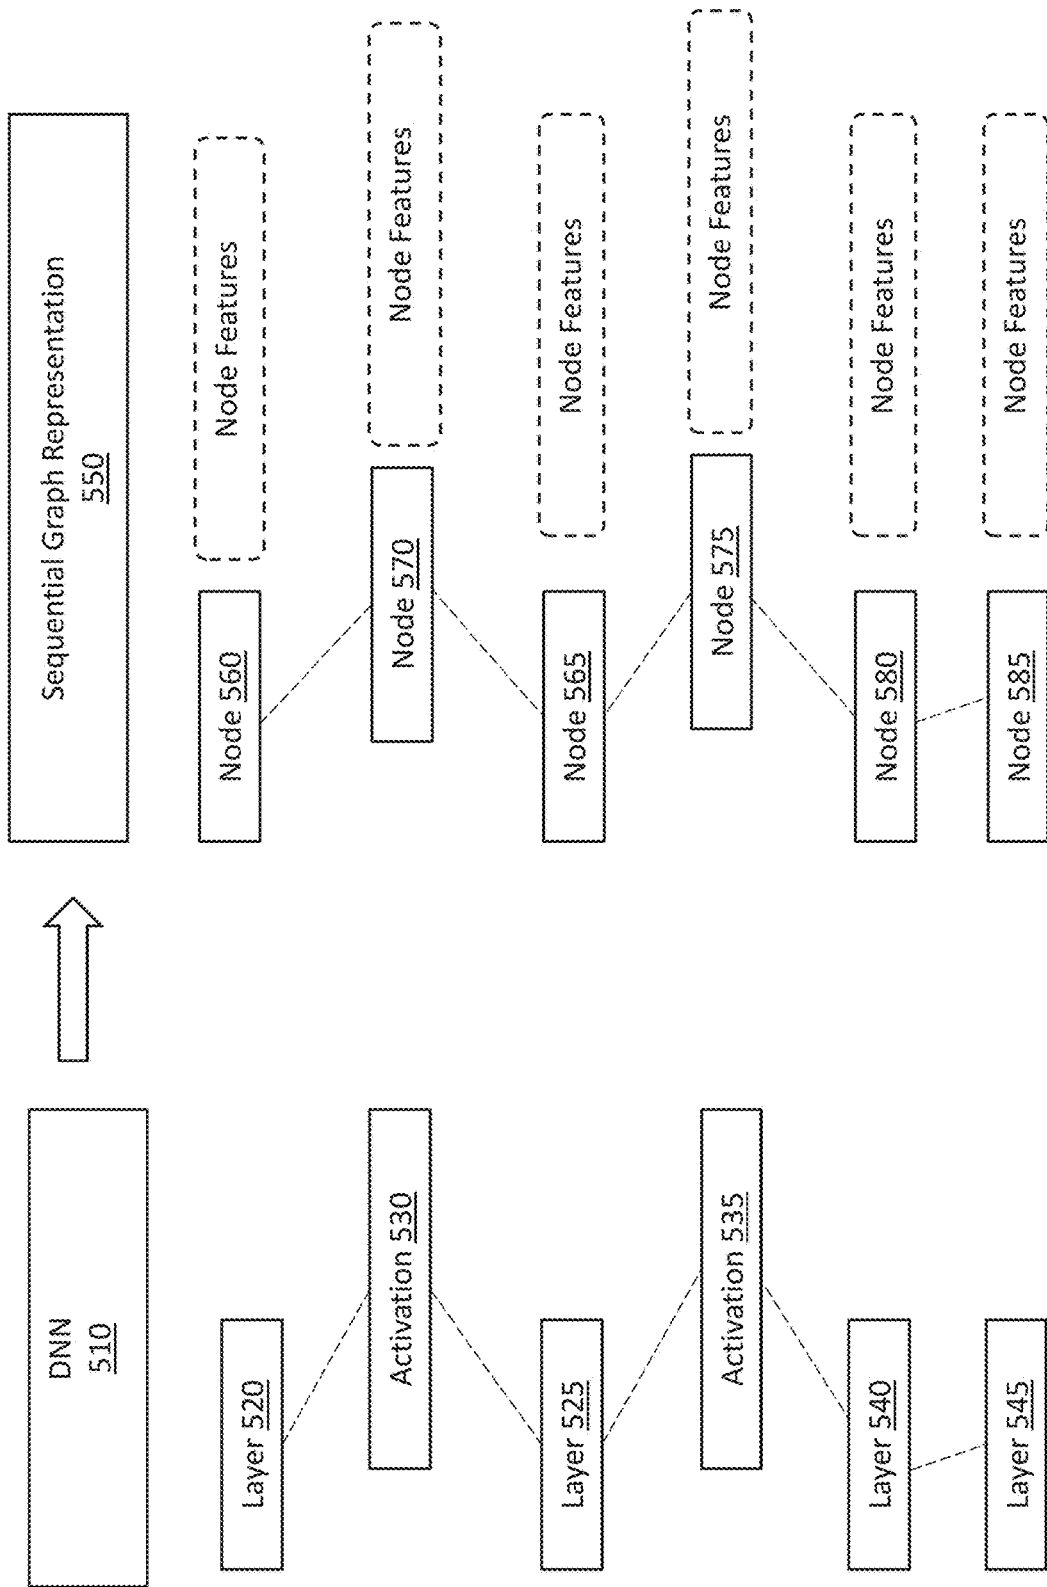 DNN
510
Layer 520
Activation 530
Layer 525
Activation 535
Layer 540
Layer 545
Sequential Graph Representation
550
Node 560
Node Features
Node 570
Node Features
Node 565
Node Features
Node 575
Node Features
Node 580
Node Features
Node 585
Node Features